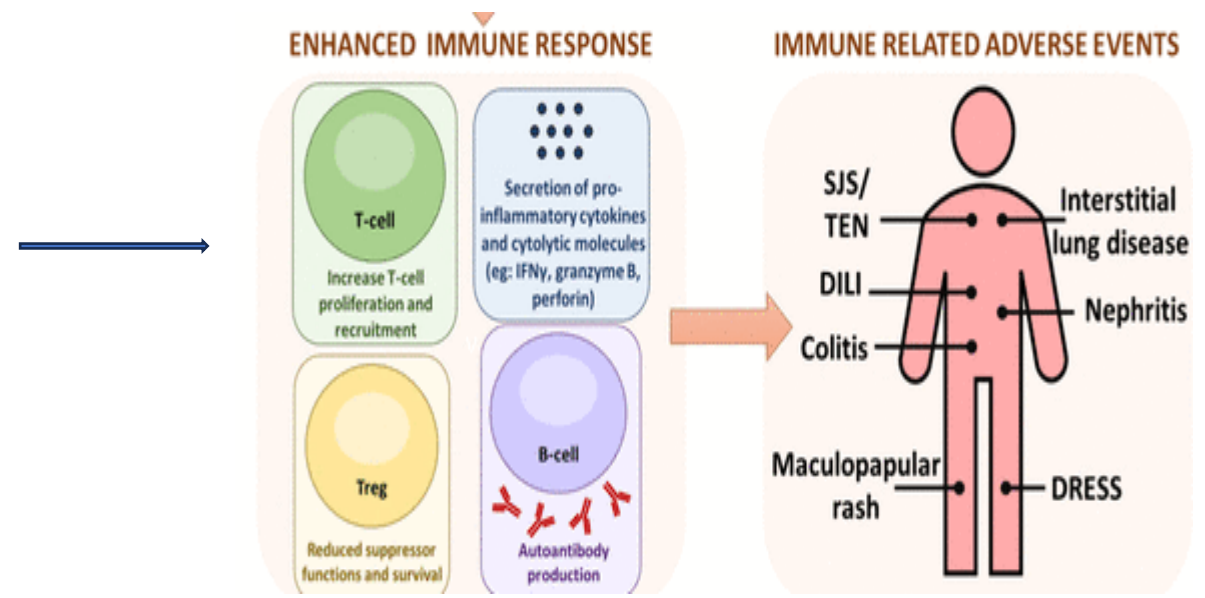 ENHANCED IMMUNE RESPONSE
T-cell
Increase T-cell
proliferation and
recruitment
Secretion of pro-
inflammatory cytokines
and cytolytic molecules
(eg: IFNγ, granzyme B,
perforin)
Treg
Reduced suppressor
functions and survival
B-cell
Autoantibody
production
IMMUNE RELATED ADVERSE EVENTS
SJS/
TEN
DILI
Colitis
Maculopapular
rash
Interstitial
lung disease
Nephritis
DRESS